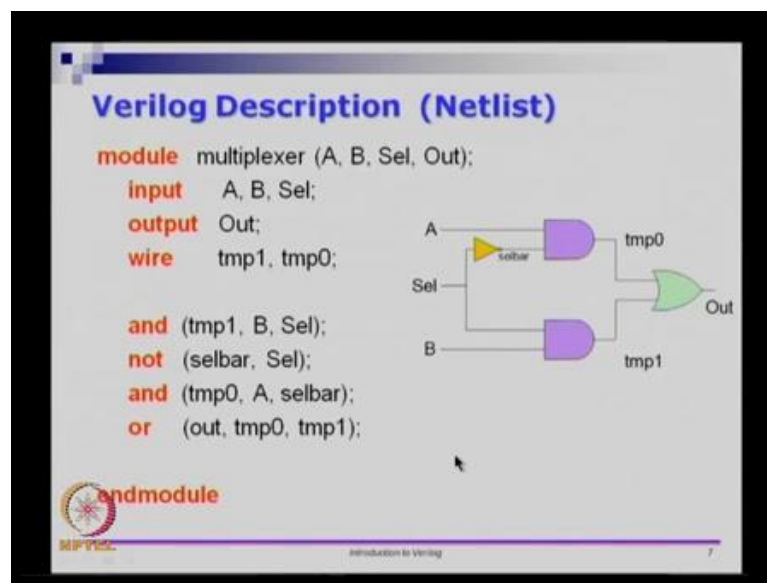 Verilog Description (Netlist)
module multiplexer (A, B, Sel, Out);
input A, B, Sel;
output Out;
wire tmp1, tmp0;
and (tmp1, B, Sel);
not (selbar, Sel);
and (tmp0, A, selbar);
or (out, tmp0, tmp1);
endmodule
A
selbar
tmp0
Sel
Out
B
tmp1
NPTEL
Introduction to Verilog
7